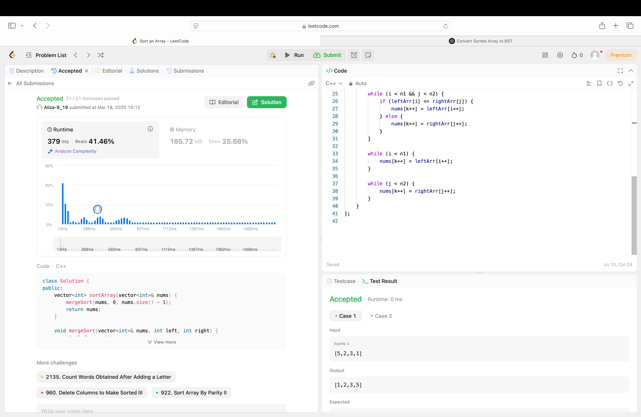 leetcode.com
Sort an Array - LeetCode
Convert Sorted Array to BST
Problem List
Run
Submit
0
Premium
Description
Accepted
Editorial
Solutions
Submissions
All Submissions
Accepted 21 / 21 testcases passed
Aliza-9_19 submitted at Mar 18, 2025 15:12
Editorial
Solution
Runtime
379 ms Beats 41.46%
Analyze Complexity
Memory
185.72 MB Beats 25.68%
30%
20%
10%
0%
Code C++
class Solution {
public:
vector<int> sortArray(vector<int>& nums) {
mergeSort(nums, 0, nums.size() - 1);
return nums;
}
void mergeSort(vector<int>& nums, int left, int right) {
View more
More challenges
2135. Count Words Obtained After Adding a Letter
960. Delete Columns to Make Sorted III
922. Sort Array By Parity II
Write your notes here
Code
C++
Auto
25 while (i < n1 && j < n2) {
26 if (leftArr[i] <= rightArr[j]) {
27 nums[k++] = leftArr[i++];
28 } else {
29 nums[k++] = rightArr[j++];
30 }
31 }
32
33 while (i < n1) {
34 nums[k++] = leftArr[i++];
35 }
36
37 while (j < n2) {
38 nums[k++] = rightArr[j++];
39 }
40 }
41 };
42
Saved
Ln 10, Col 34
Testcase
Test Result
Accepted Runtime: 0 ms
Case 1
Case 2
Input
nums =
[5,2,3,1]
Output
[1,2,3,5]
Expected